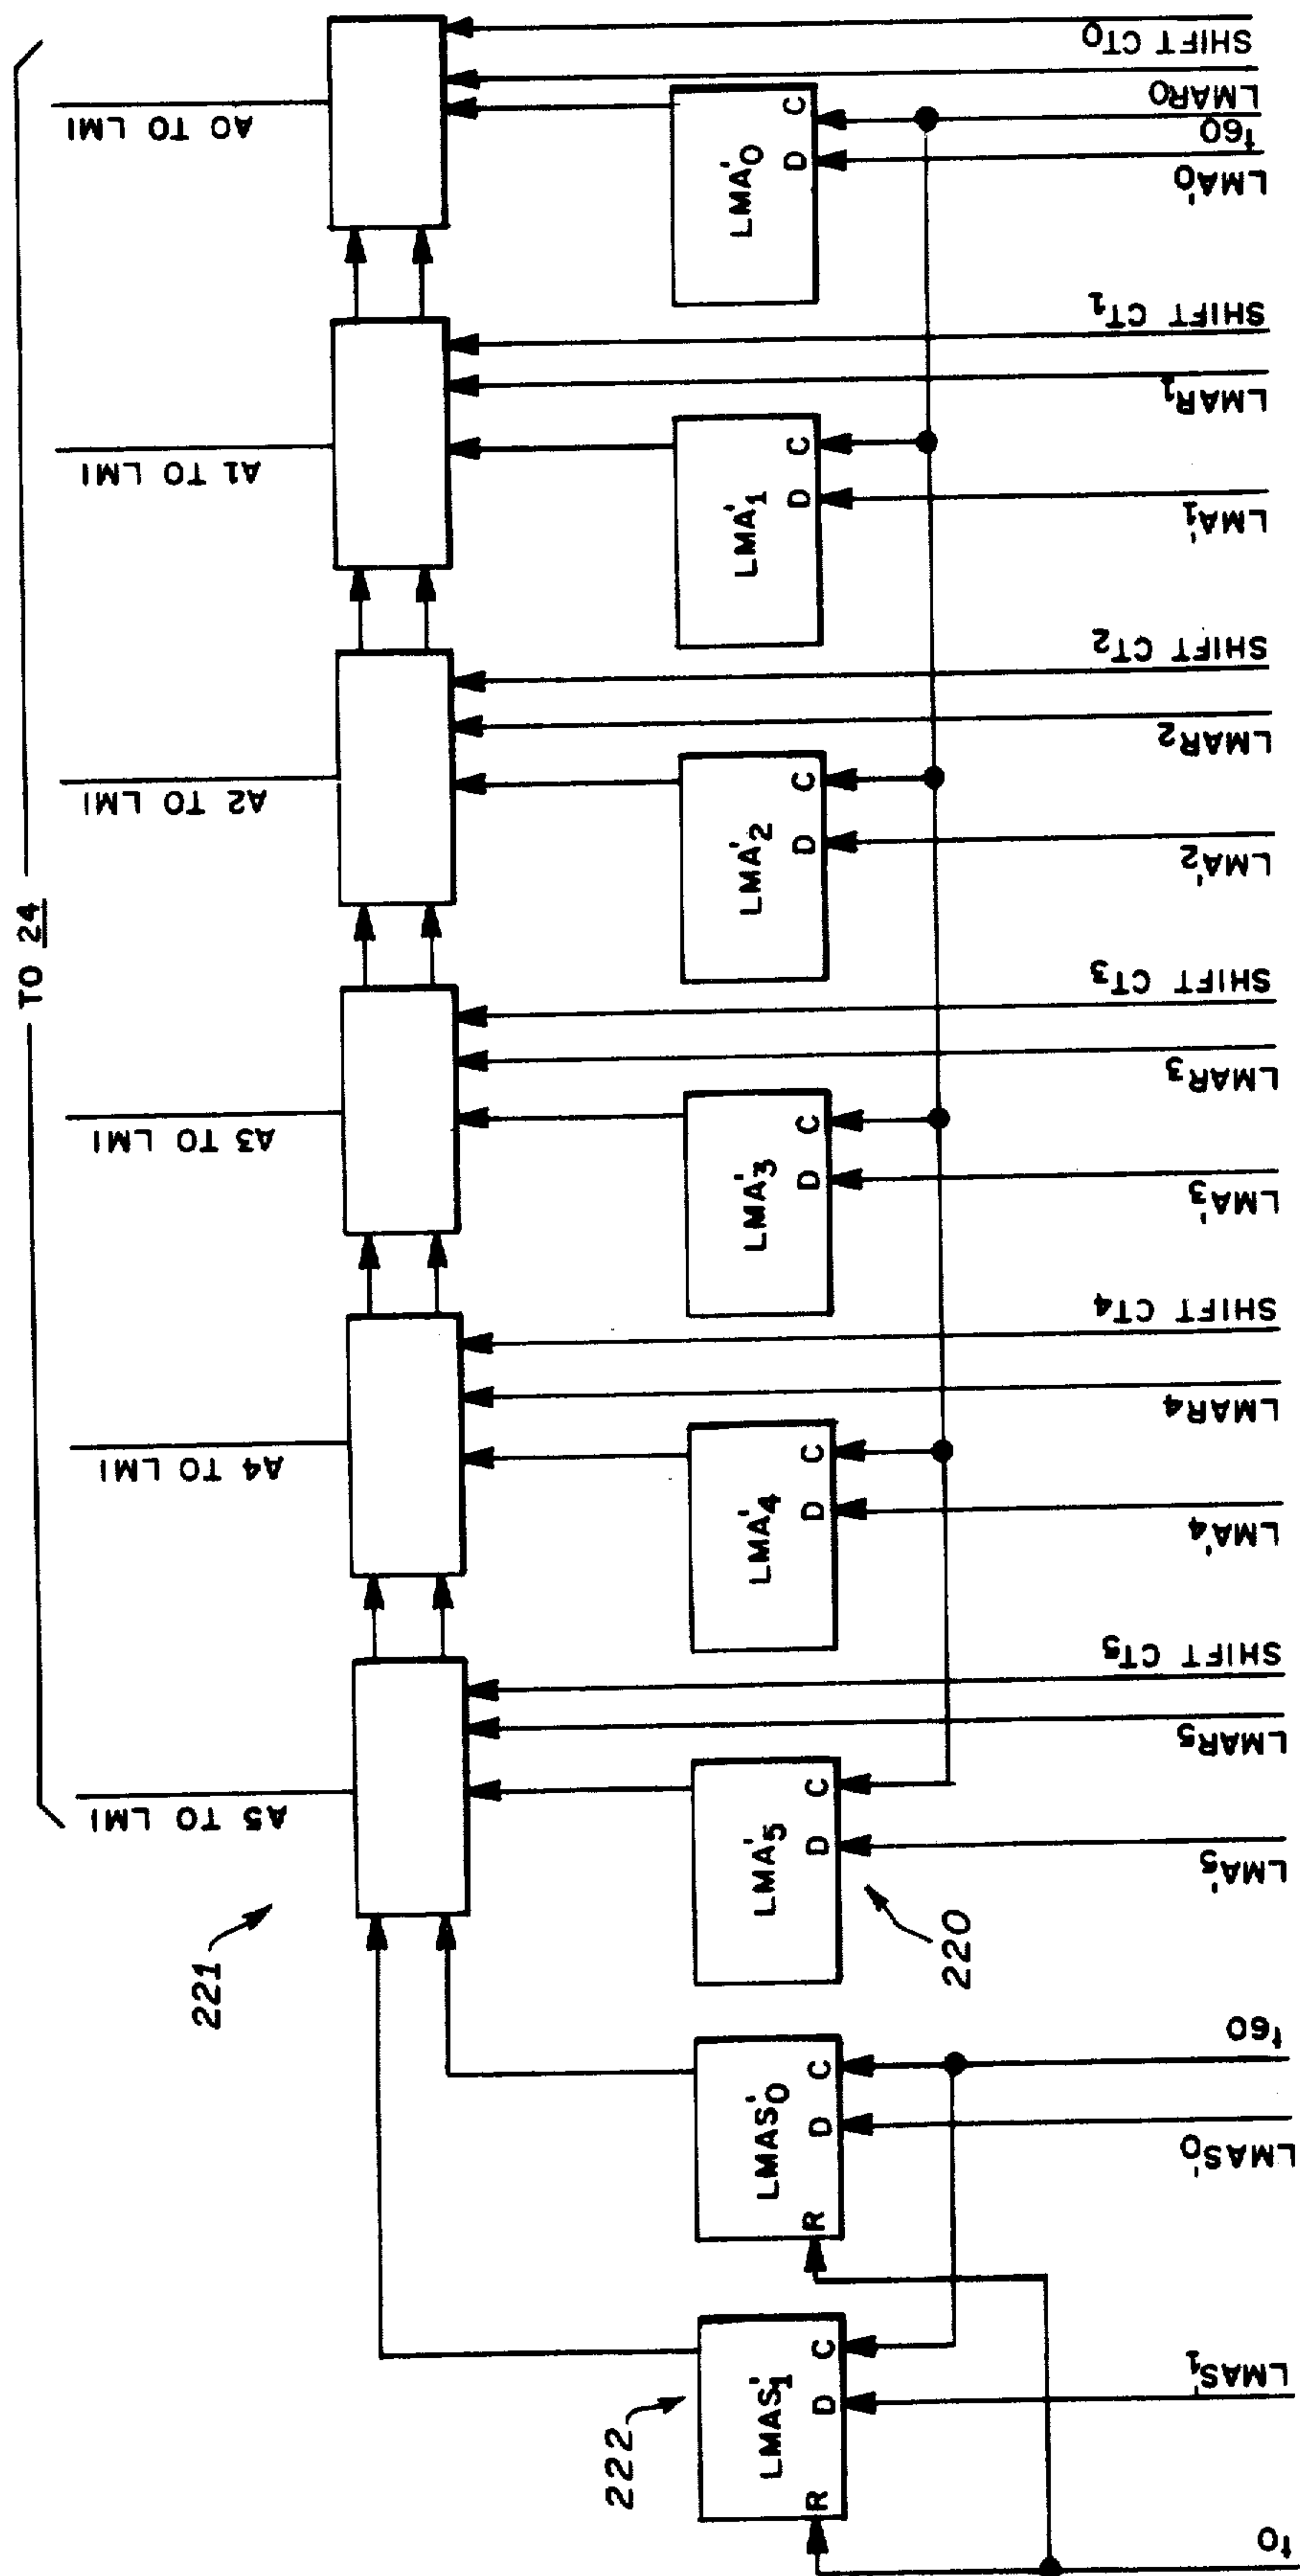 TO 24
A0 TO LMI
A1 TO LMI
A2 TO LMI
A3 TO LMI
A4 TO LMI
A5 TO LMI
221
LMA'0
D
C
LMA'1
D
C
LMA'2
D
C
LMA'3
D
C
LMA'4
D
C
LMA'5
D
C
220
LMAS'0
R
D
C
LMAS'1
R
D
C
222
SHIFT CT0
LMAR0
t60
LMA'0
SHIFT CT1
LMAR1
LMA'1
SHIFT CT2
LMAR2
LMA'2
SHIFT CT3
LMAR3
LMA'3
SHIFT CT4
LMAR4
LMA'4
SHIFT CT5
LMAR5
LMA'5
t60
LMAS'0
LMAS'1
t0